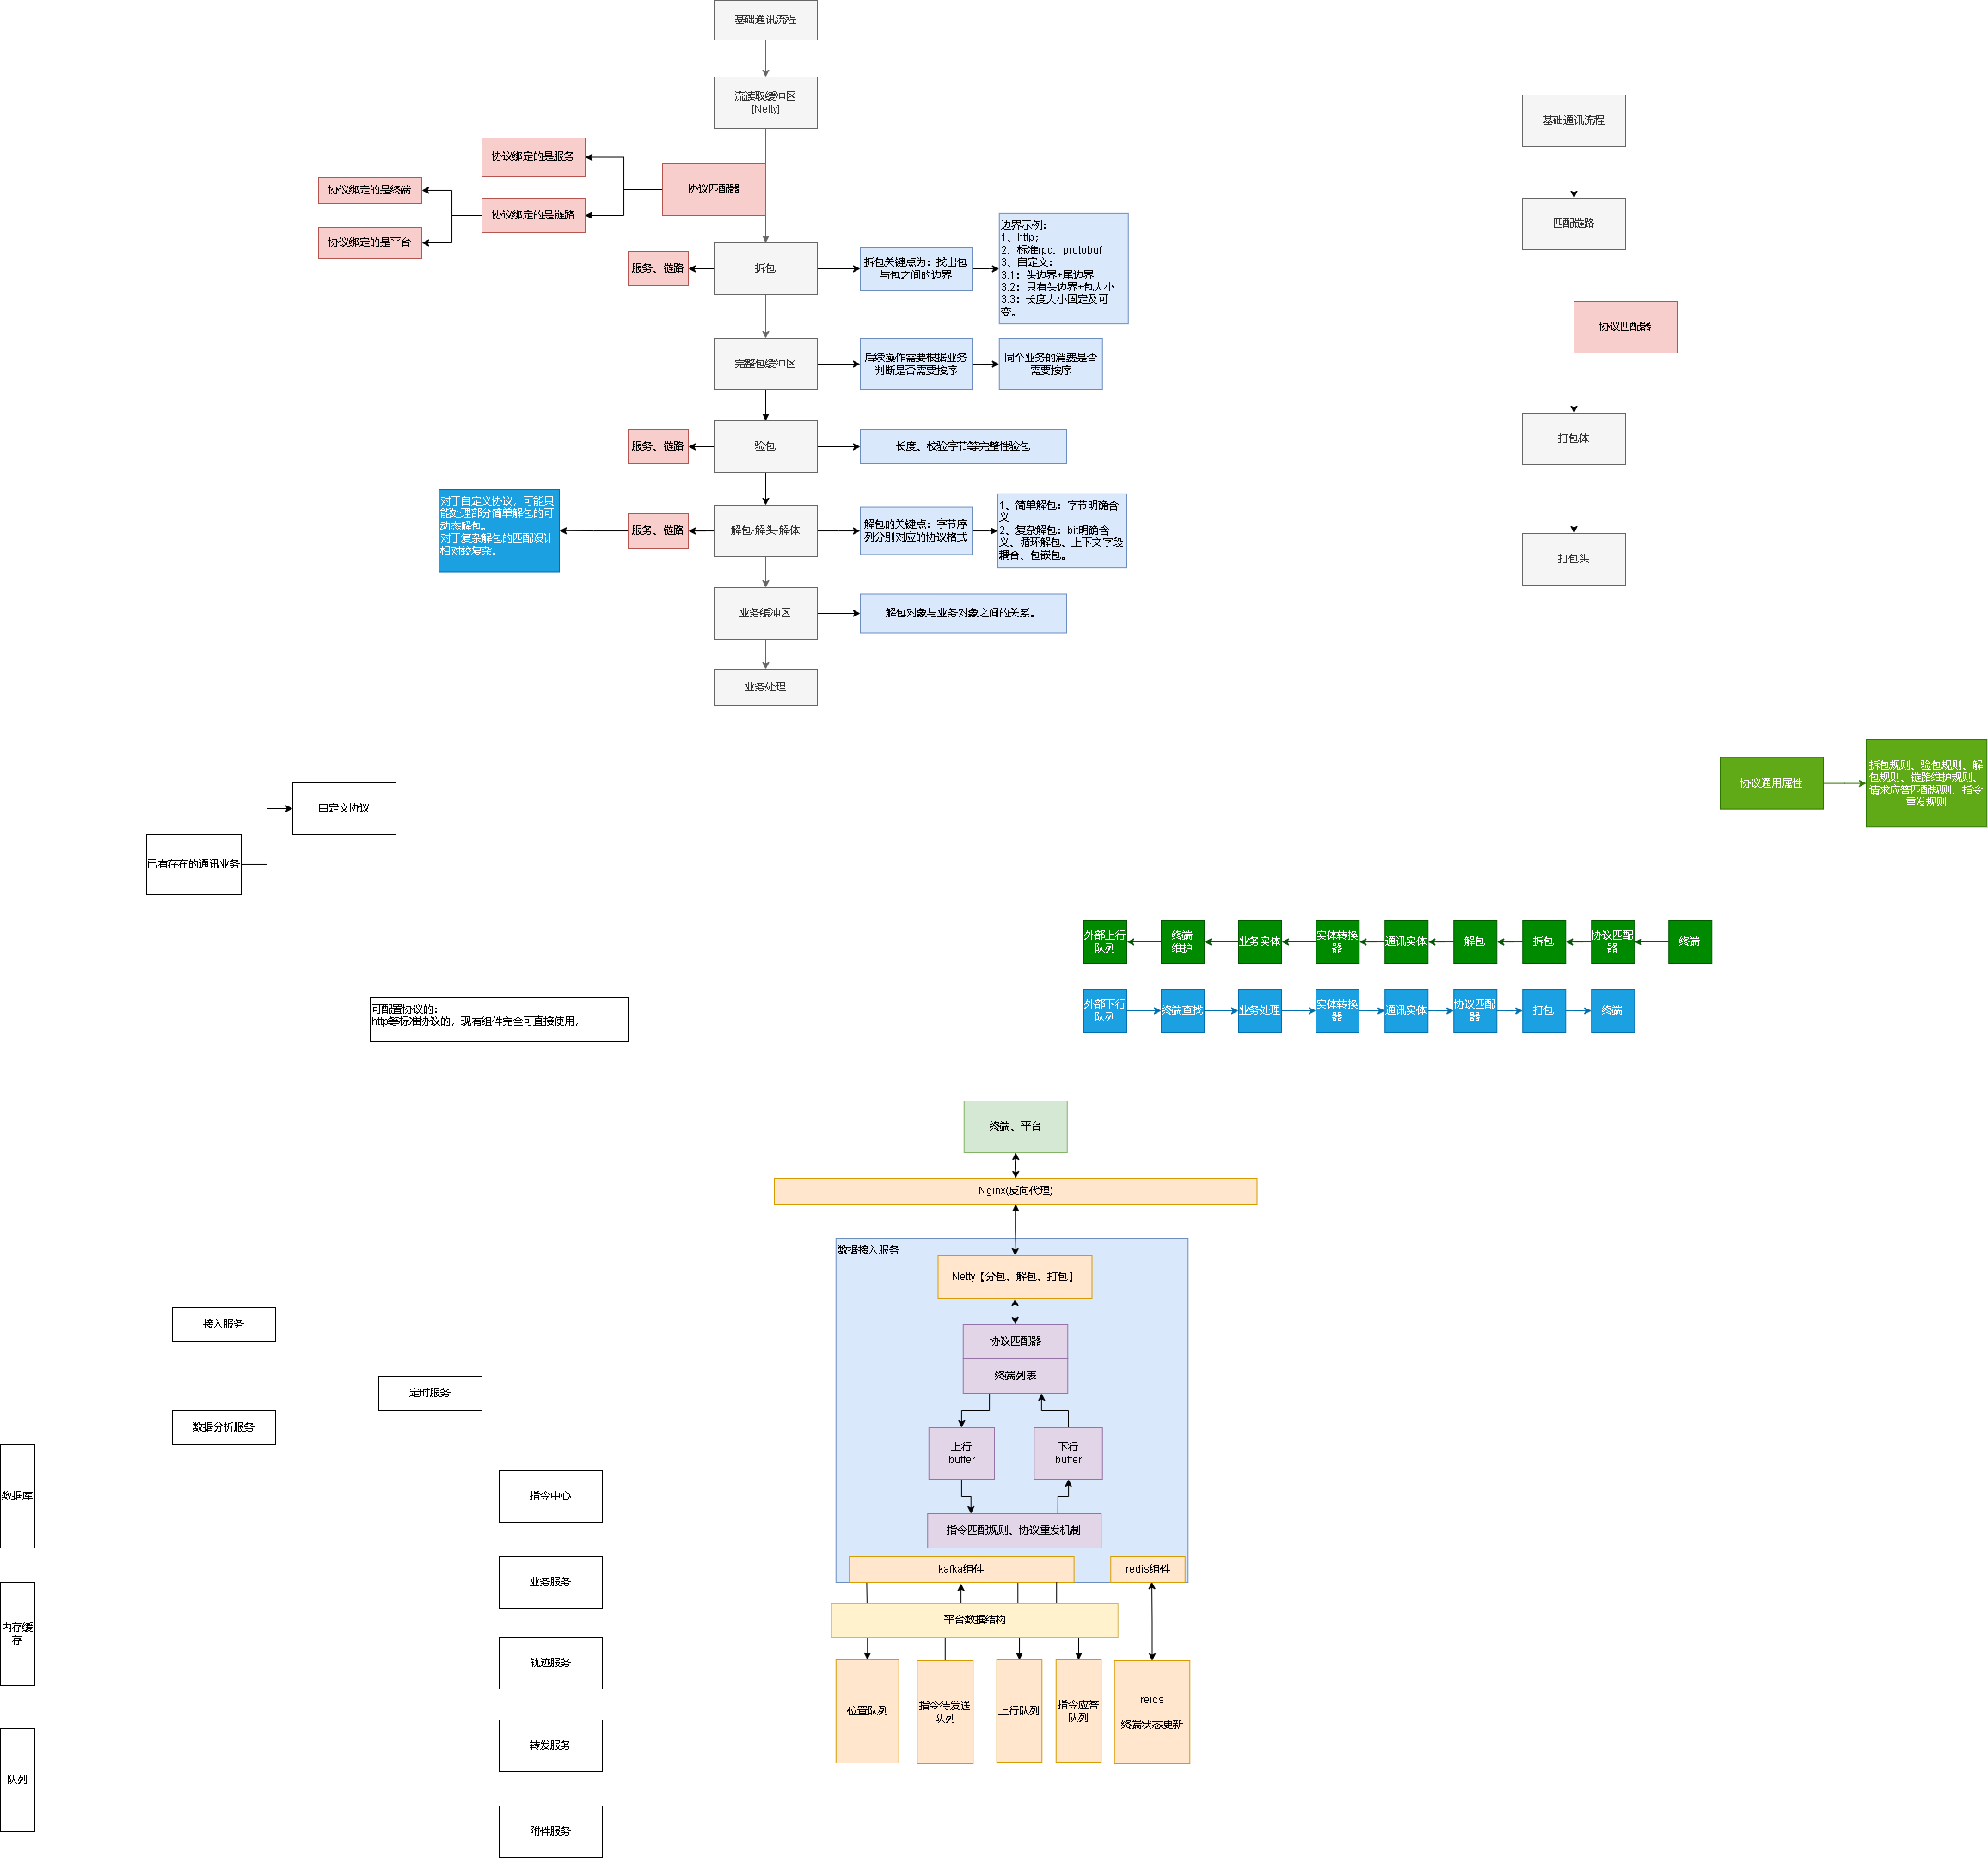 基础通讯流程
流读取缓冲区
[Netty]
协议匹配器
协议绑定的是服务
协议绑定的是链路
协议绑定的是终端
协议绑定的是平台
服务、链路
拆包
拆包关键点为：找出包
与包之间的边界
边界示例：
1、http；
2、标准rpc、protobuf
3、自定义：
3.1：头边界+尾边界
3.2：只有头边界+包大小
3.3：长度大小固定及可
变。
完整包缓冲区
后续操作需要根据业务
判断是否需要按序
同个业务的消费是否
需要按序
服务、链路
验包
长度、校验字节等完整性验包
对于自定义协议，可能只
能处理部分简单解包的可
动态解包。
对于复杂解包的匹配设计
相对较复杂。
服务、链路
解包-解头-解体
解包的关键点：字节序
列分别对应的协议格式
1、简单解包：字节明确含
义
2、复杂解包：bit明确含
义、循环解包、上下文字段
耦合、包嵌包。
业务缓冲区
解包对象与业务对象之间的关系。
业务处理
基础通讯流程
匹配链路
协议匹配器
打包体
打包头
协议通用属性
拆包规则、验包规则、解
包规则、链路维护规则、
请求应答匹配规则、指令
重发规则
自定义协议
已有存在的通讯业务
外部上行
队列
终端
维护
业务实体
实体转换
器
通讯实体
解包
拆包
协议匹配
器
终端
外部下行
队列
终端查找
业务处理
实体转换
器
通讯实体
协议匹配
器
打包
终端
可配置协议的：
http等标准协议的，现有组件完全可直接使用，
终端、平台
Nginx(反向代理)
数据接入服务
Netty【分包、解包、打包】
协议匹配器
终端列表
上行
buffer
下行
buffer
指令匹配规则、协议重发机制
kafka组件
redis组件
平台数据结构
位置队列
指令待发送
队列
上行队列
指令应答
队列
reids
终端状态更新
接入服务
定时服务
数据分析服务
数据库
内存缓
存
队列
指令中心
业务服务
轨迹服务
转发服务
附件服务